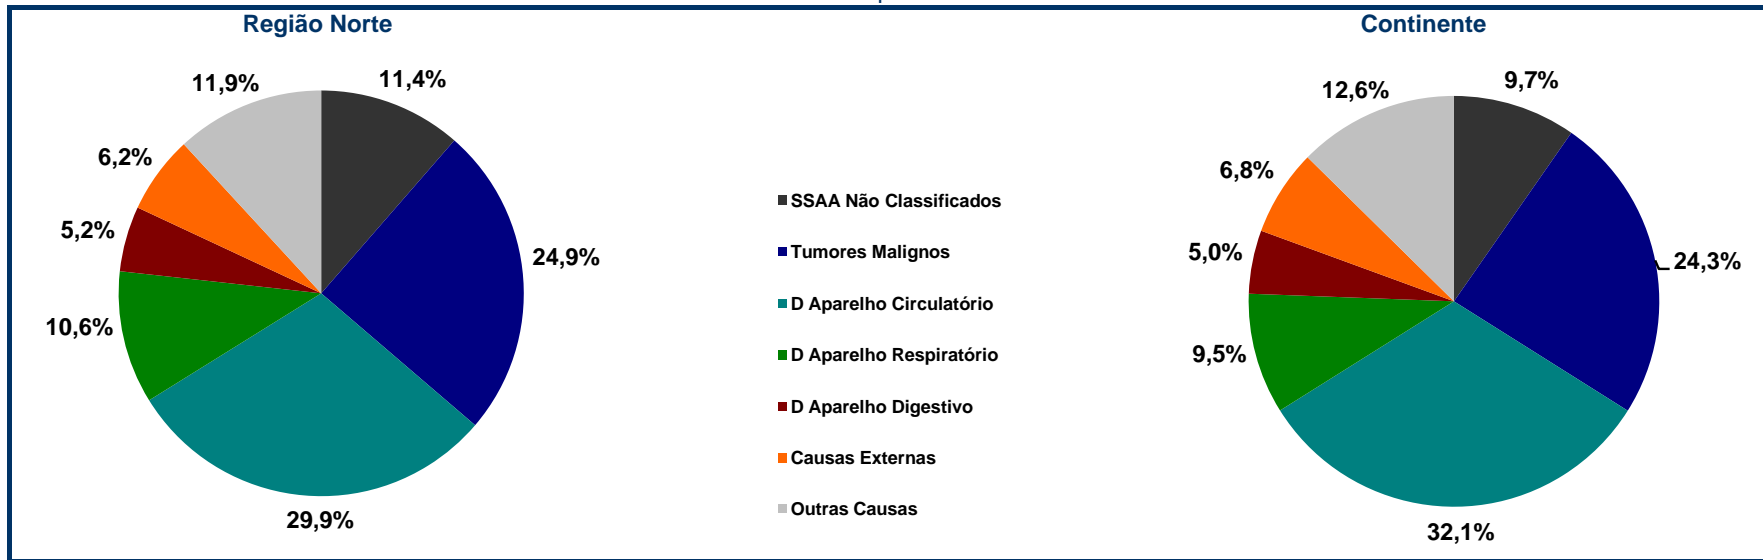 Região Norte
11,9%
11,4%
6,2%
5,2%
24,9%
10,6%
29,9%
SSAA Não Classificados
Tumores Malignos
D Aparelho Circulatório
D Aparelho Respiratório
D Aparelho Digestivo
Causas Externas
Outras Causas
Continente
12,6%
9,7%
6,8%
5,0%
24,3%
9,5%
32,1%